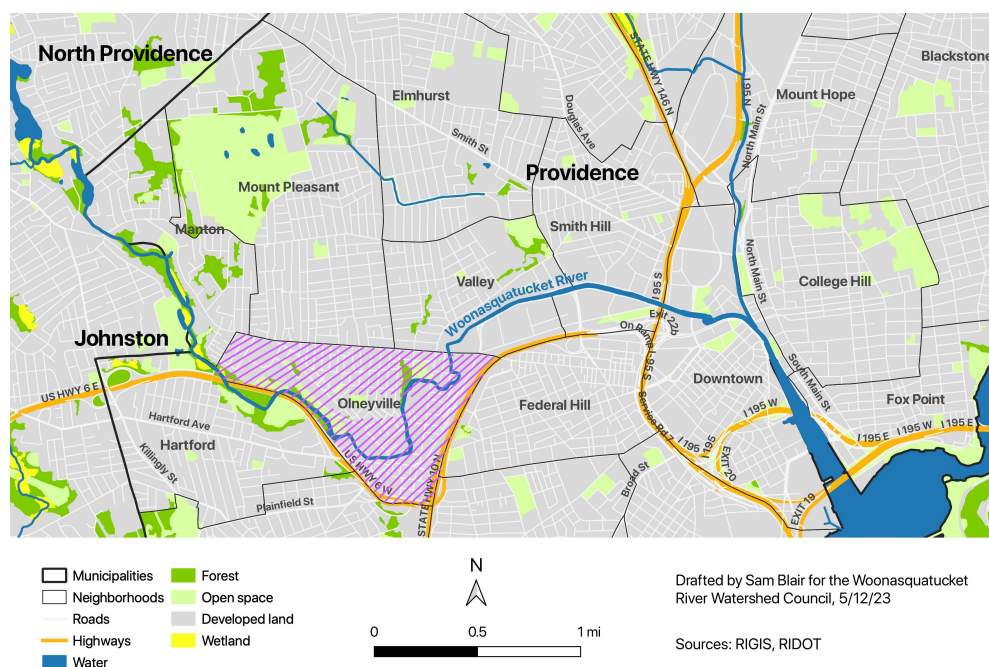 North Providence
Blackstone
Elmhurst
STATE HWY 146 N
I 95 N
Mount Hope
Douglas Ave
North Main St
Smith St
Providence
Mount Pleasant
Manton
Smith Hill
North Main St
Valley
Woonasquatucket River
I 95 S
College Hill
Exit 22b
On Ramp I-95 S
Johnston
South Main St
US HWY 6 E
Downtown
Olneyville
Federal Hill
Fox Point
Hartford Ave
Service Rd 7
I 195 W
I 195 E
I 195 W
I 195 E
Hartford
Killingly St
I 195
I 195
EXIT 20
US HWY 6 W
STATE HWY 10 N
Broad St
Plainfield St
EXIT 19
Municipalities
Neighborhoods
Roads
Highways
Water
Forest
Open space
Developed land
Wetland
N
0 0.5 1 mi
Drafted by Sam Blair for the Woonasquatucket
River Watershed Council, 5/12/23
Sources: RIGIS, RIDOT